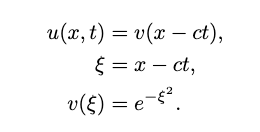 u(x, t) = v(x − ct),
ξ = x − ct,
v(ξ) = e^{−ξ²}.